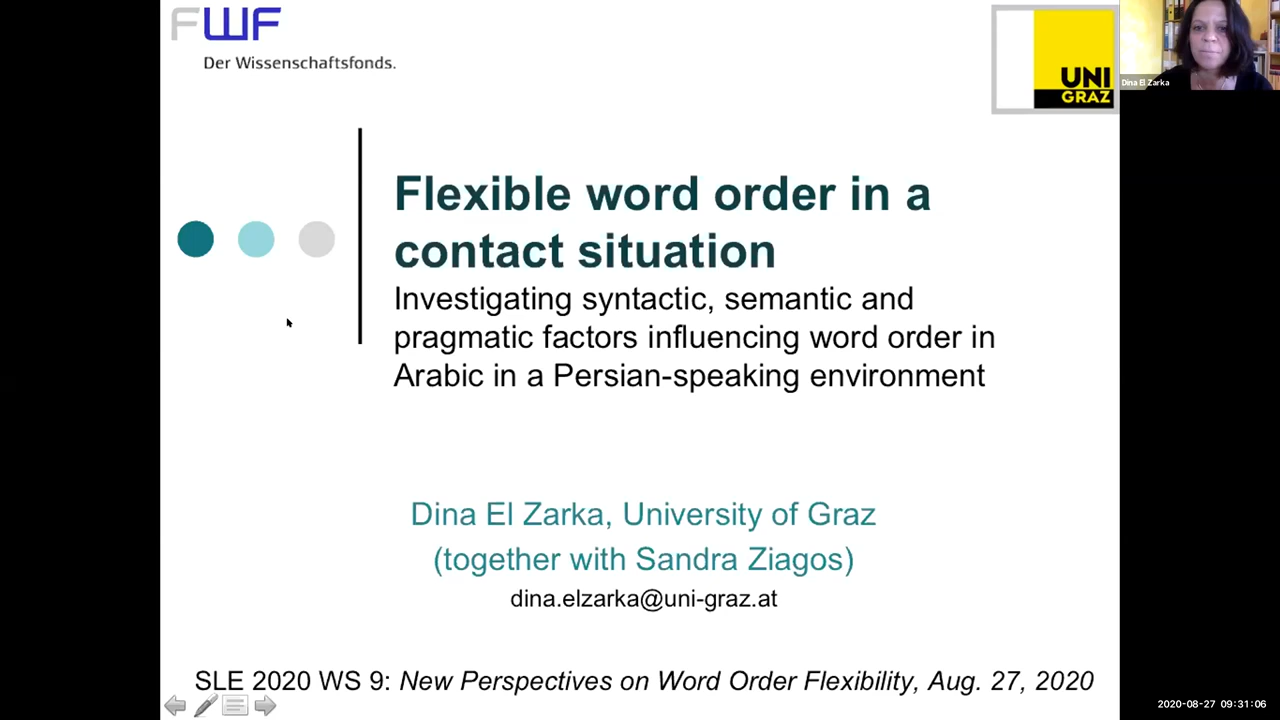 FWF
Der Wissenschaftsfonds.
UNI
GRAZ
Dina El Zarka
Flexible word order in a
contact situation
Investigating syntactic, semantic and
pragmatic factors influencing word order in
Arabic in a Persian-speaking environment
Dina El Zarka, University of Graz
(together with Sandra Ziagos)
dina.elzarka@uni-graz.at
SLE 2020 WS 9: New Perspectives on Word Order Flexibility, Aug. 27, 2020
2020-08-27 09:31:06